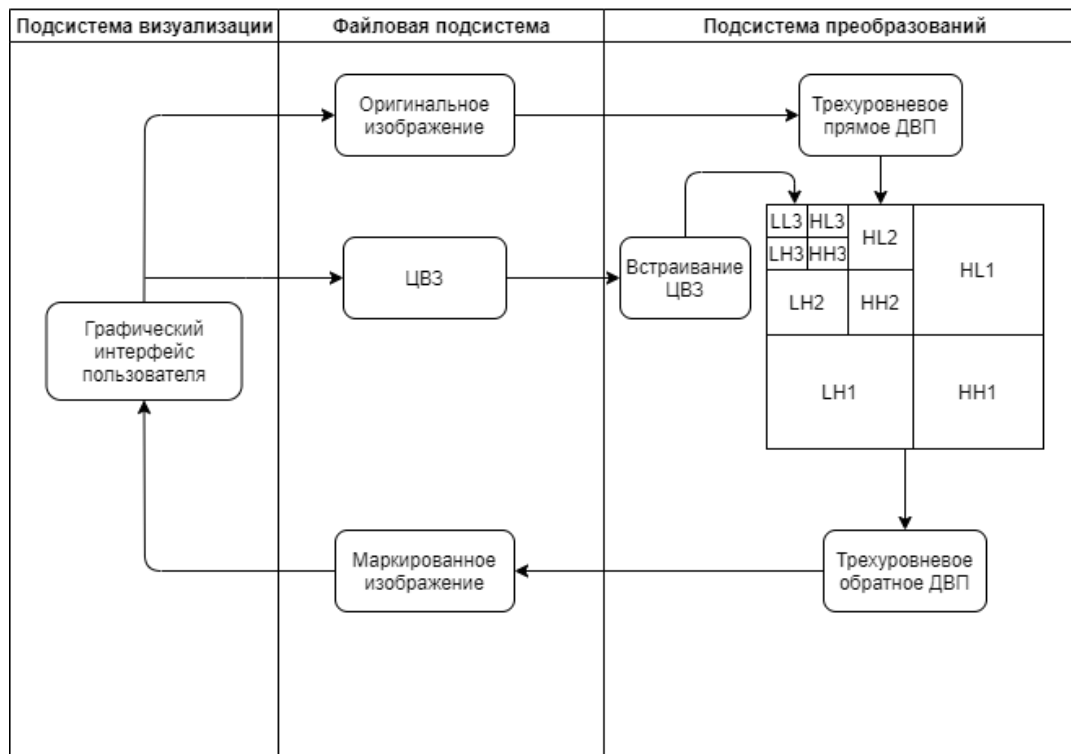 Подсистема визуализации
Файловая подсистема
Подсистема преобразований
Оригинальное
изображение
Трехуровневое
прямое ДВП
ЦВЗ
Встраивание
ЦВЗ
LL3
HL3
LH3
HH3
HL2
LH2
HH2
HL1
LH1
HH1
Графический
интерфейс
пользователя
Маркированное
изображение
Трехуровневое
обратное ДВП